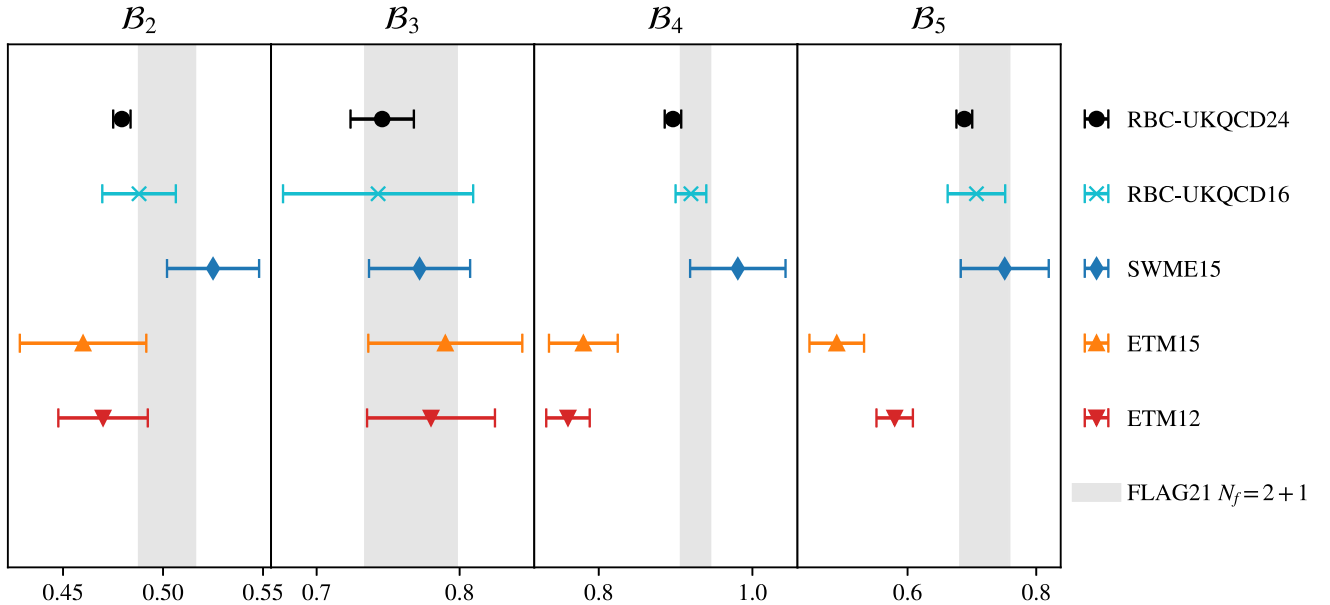 ℬ₂ ℬ₃ ℬ₄ ℬ₅
RBC-UKQCD24
RBC-UKQCD16
SWME15
ETM15
ETM12
FLAG21 N_f = 2 + 1
0.45 0.50 0.55 0.7 0.8 0.8 1.0 0.6 0.8